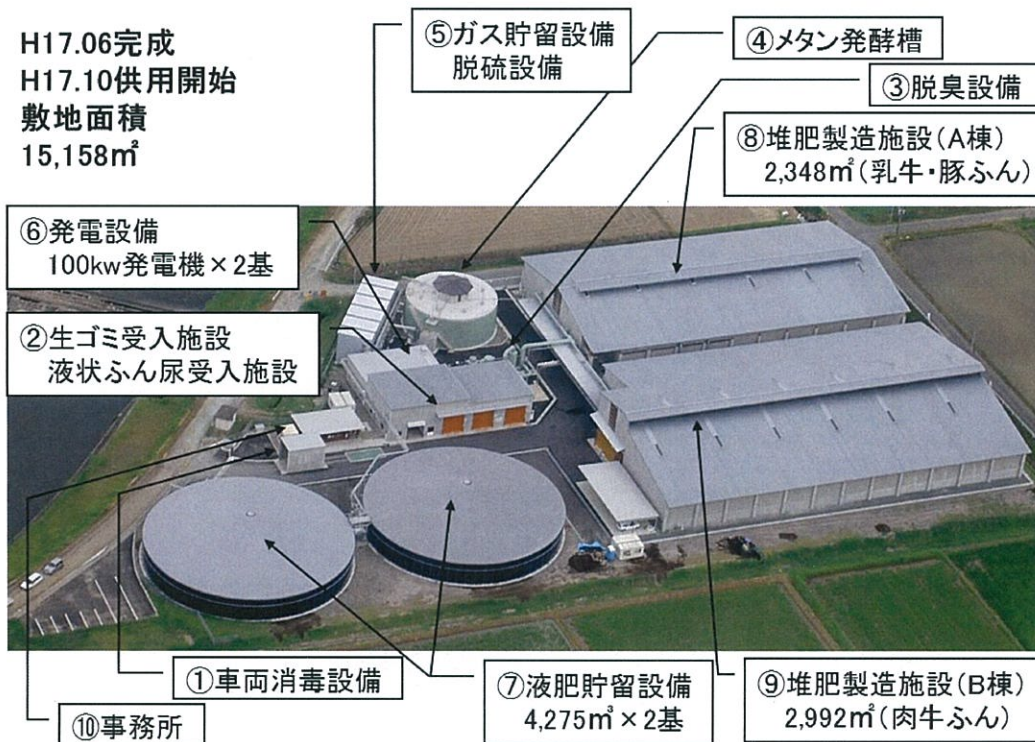 H17.06完成
H17.10供用開始
敷地面積
15,158㎡
⑤ガス貯留設備
脱硫設備
④メタン発酵槽
③脱臭設備
⑧堆肥製造施設(A棟)
2,348㎡(乳牛・豚ふん)
⑥発電設備
100kw発電機×2基
②生ゴミ受入施設
液状ふん尿受入施設
①車両消毒設備
⑩事務所
⑦液肥貯留設備
4,275㎥×2基
⑨堆肥製造施設(B棟)
2,992㎡(肉牛ふん)